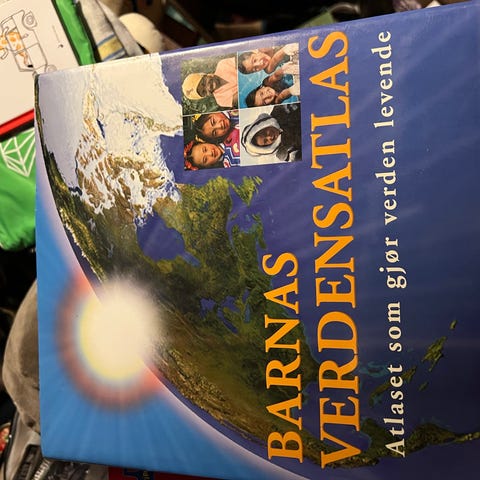 BARNAS
VERDENSATLAS
Atlaset som gjør verden levende